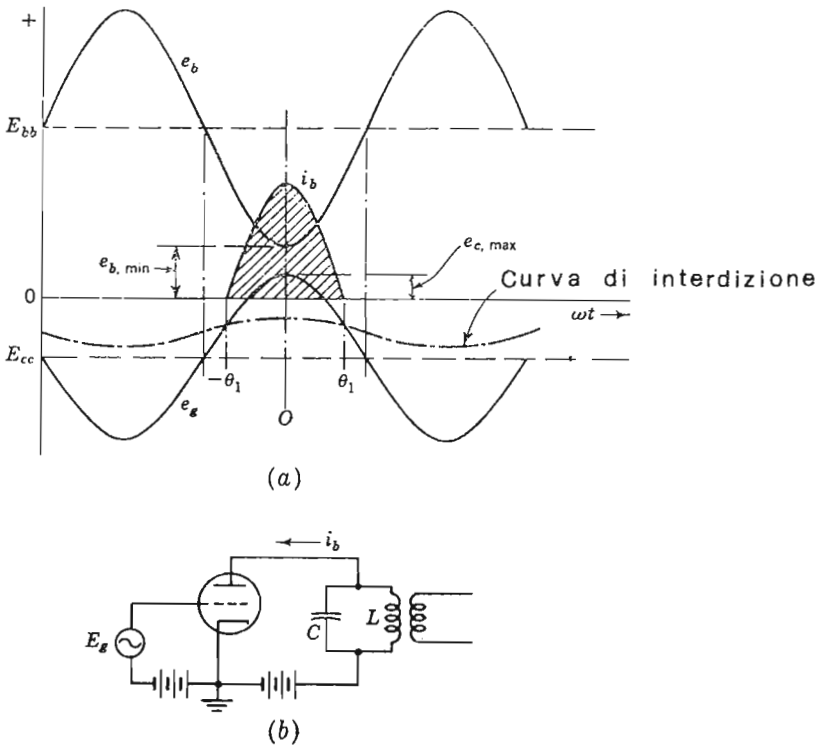 +
e_b
E_bb
i_b
e_b, min
e_c, max
Curva di interdizione
0
ωt
E_cc
-θ_1
θ_1
e_g
O
(a)
i_b
C
L
E_g
(b)